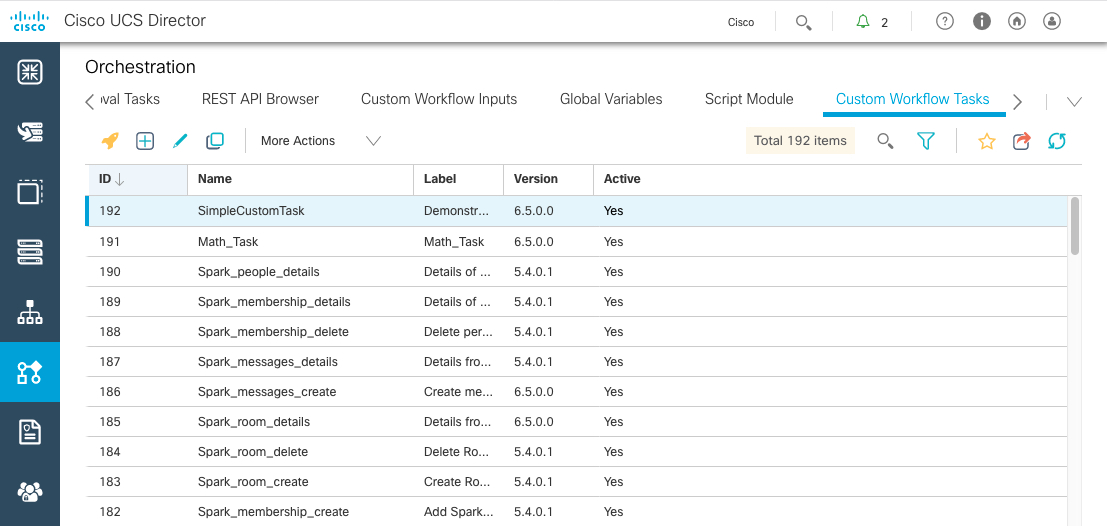 CISCO Cisco UCS Director Cisco 2
Orchestration
oval Tasks REST API Browser Custom Workflow Inputs Global Variables Script Module Custom Workflow Tasks
More Actions Total 192 items
ID Name Label Version Active
192 SimpleCustomTask Demonstr... 6.5.0.0 Yes
191 Math_Task Math_Task 6.5.0.0 Yes
190 Spark_people_details Details of ... 5.4.0.1 Yes
189 Spark_membership_details Details of ... 5.4.0.1 Yes
188 Spark_membership_delete Delete per... 5.4.0.1 Yes
187 Spark_messages_details Details fro... 5.4.0.1 Yes
186 Spark_messages_create Create me... 6.5.0.0 Yes
185 Spark_room_details Details fro... 6.5.0.0 Yes
184 Spark_room_delete Delete Ro... 5.4.0.1 Yes
183 Spark_room_create Create Ro... 5.4.0.1 Yes
182 Spark_membership_create Add Spark... 5.4.0.1 Yes